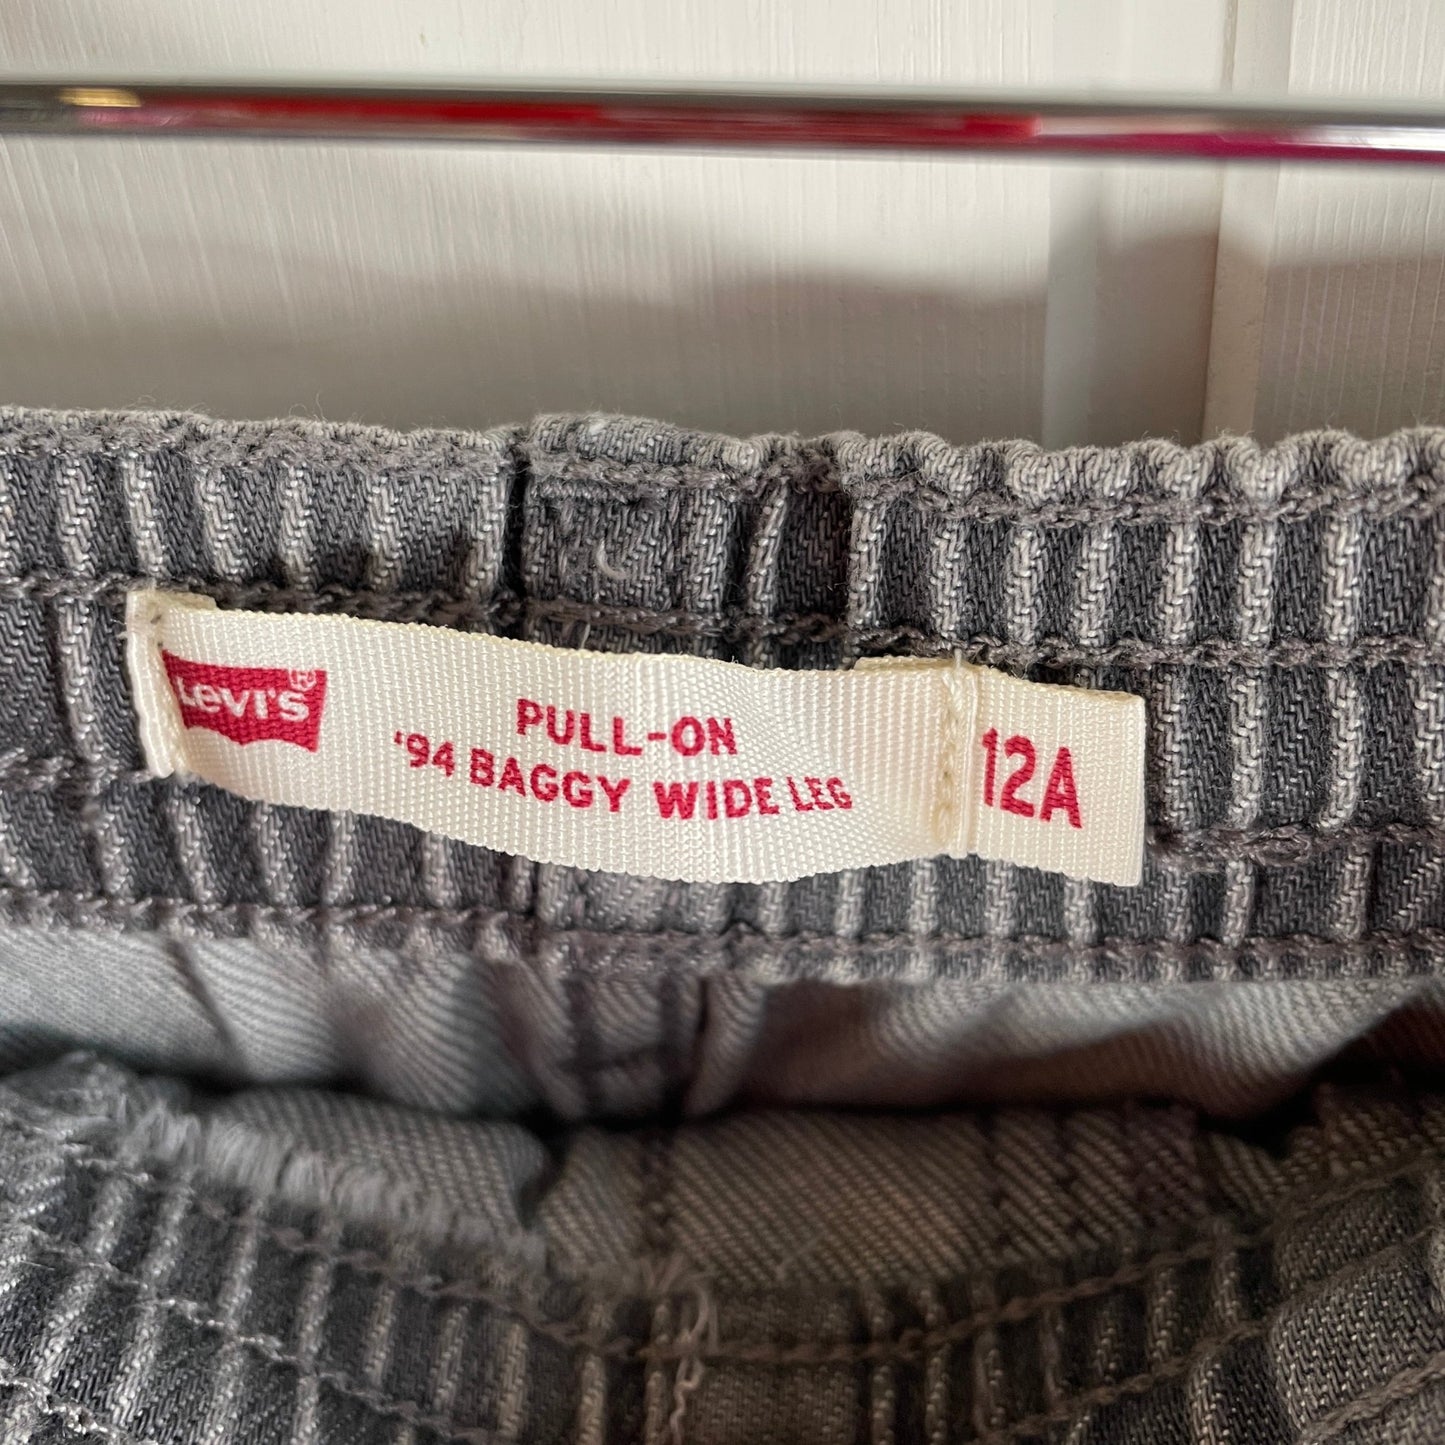 Levi's®
PULL-ON
'94 BAGGY WIDE LEG
12A